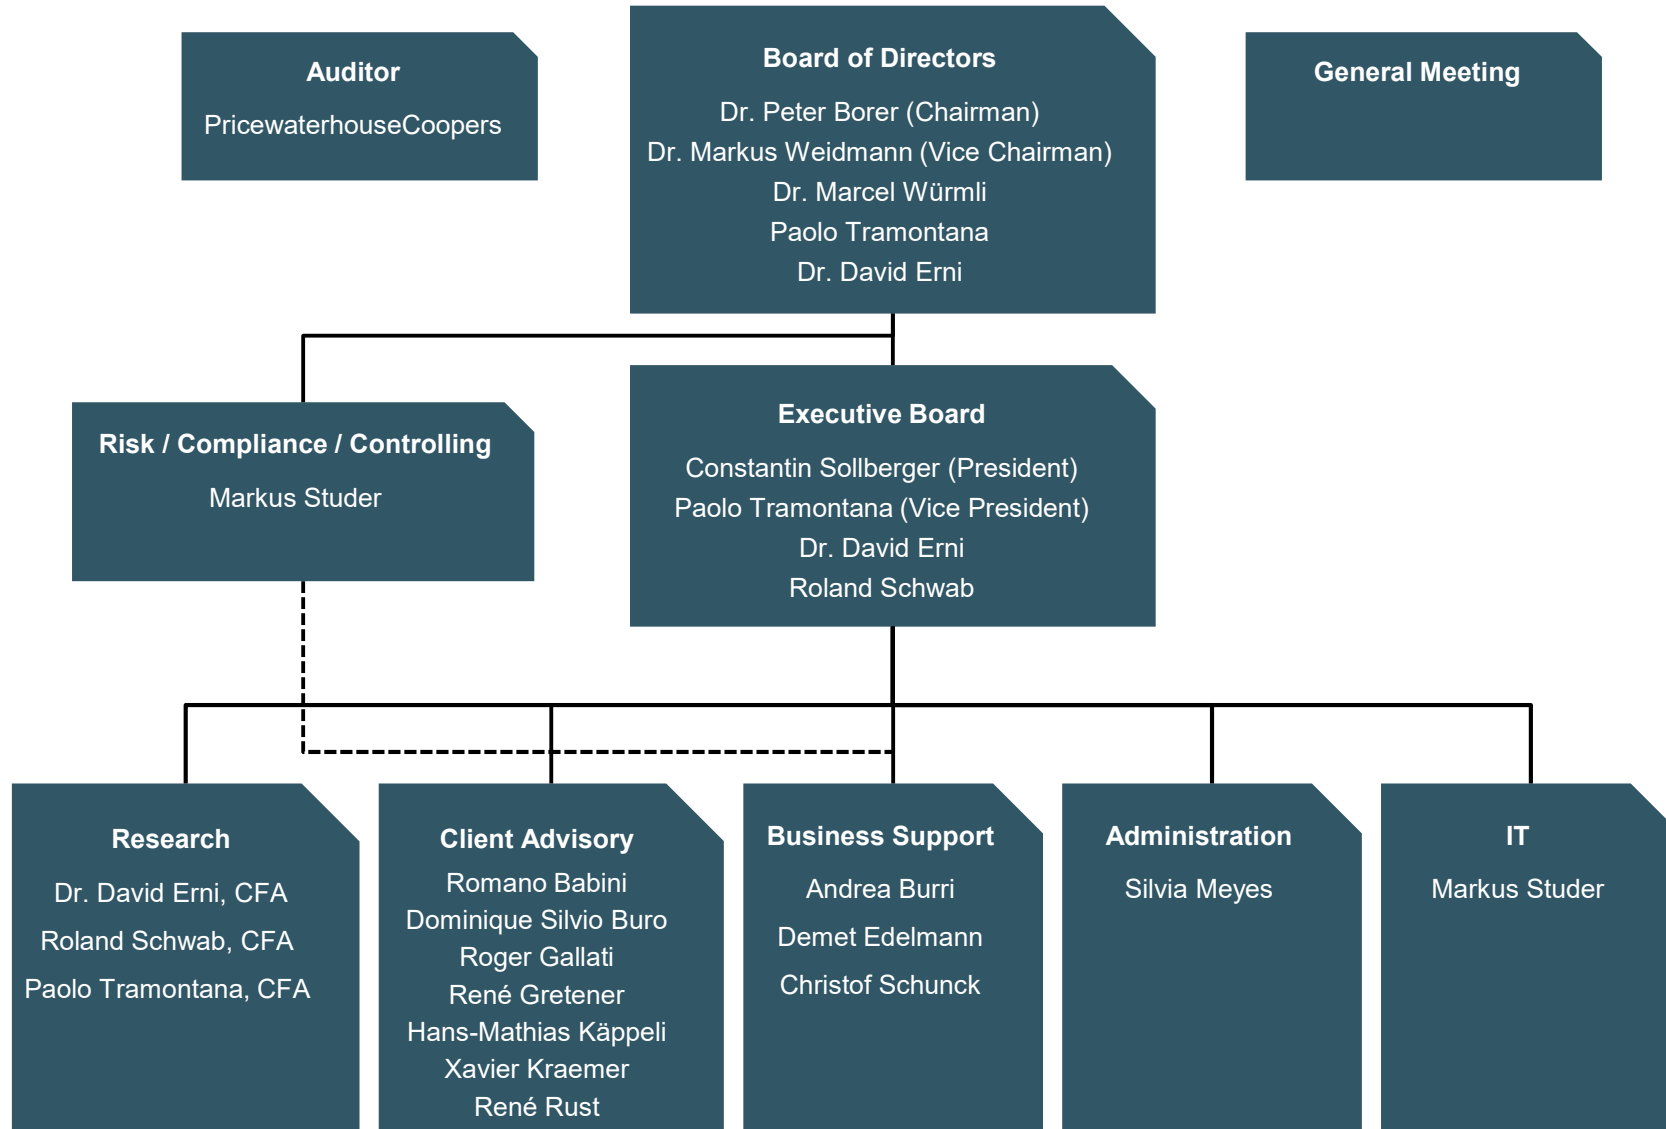 Auditor
PricewaterhouseCoopers
Board of Directors
Dr. Peter Borer (Chairman)
Dr. Markus Weidmann (Vice Chairman)
Dr. Marcel Würmli
Paolo Tramontana
Dr. David Erni
General Meeting
Risk / Compliance / Controlling
Markus Studer
Executive Board
Constantin Sollberger (President)
Paolo Tramontana (Vice President)
Dr. David Erni
Roland Schwab
Research
Dr. David Erni, CFA
Roland Schwab, CFA
Paolo Tramontana, CFA
Client Advisory
Romano Babini
Dominique Silvio Buro
Roger Gallati
René Gretener
Hans-Mathias Käppeli
Xavier Kraemer
René Rust
Business Support
Andrea Burri
Demet Edelmann
Christof Schunck
Administration
Silvia Meyes
IT
Markus Studer